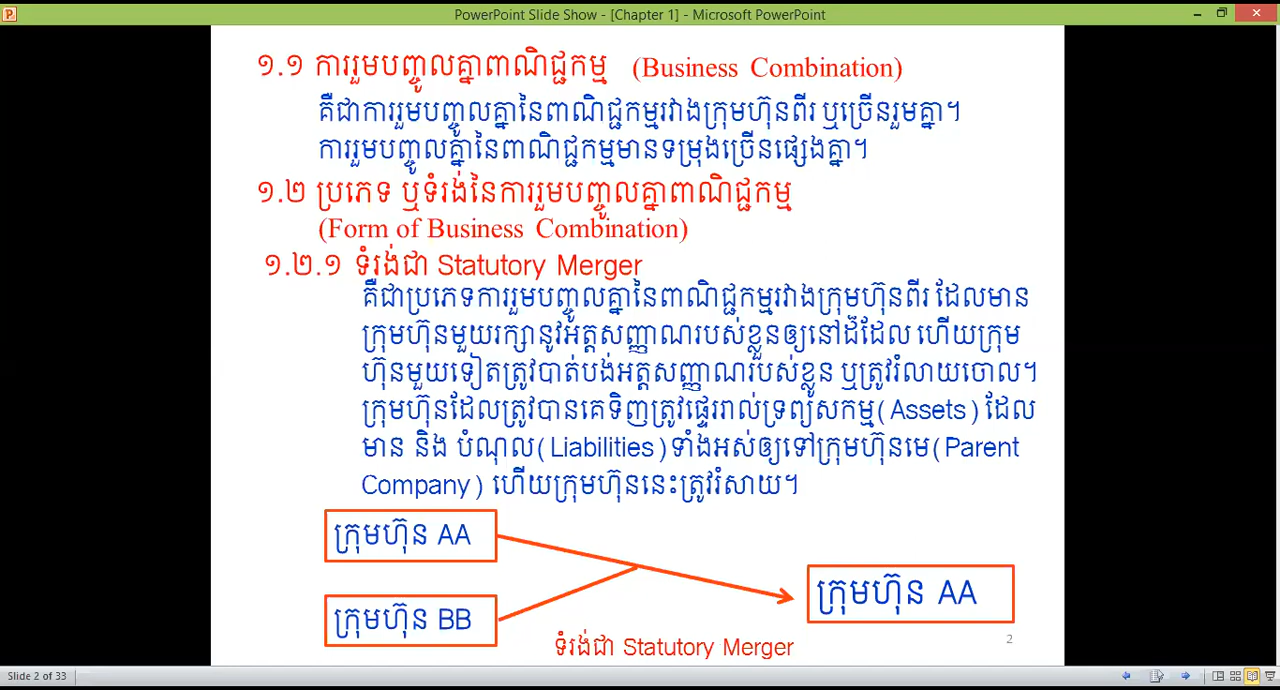 PowerPoint Slide Show - [Chapter 1] - Microsoft PowerPoint
១.១ ការរួមបញ្ចូលគ្នាពាណិជ្ជកម្ម (Business Combination)
គឺជាការរួមបញ្ចូលគ្នានៃពាណិជ្ជកម្មរវាងក្រុមហ៊ុនពីរ ឬច្រើនរួមគ្នា។
ការរួមបញ្ចូលគ្នានៃពាណិជ្ជកម្មមានទម្រុងច្រើនផ្សេងគ្នា។
១.២ ប្រភេទ ឬទំរង់នៃការរួមបញ្ចូលគ្នាពាណិជ្ជកម្ម
(Form of Business Combination)
១.២.១ ទំរង់ជា Statutory Merger
គឺជាប្រភេទការរួមបញ្ចូលគ្នានៃពាណិជ្ជកម្មរវាងក្រុមហ៊ុនពីរ ដែលមាន
ក្រុមហ៊ុនមួយរក្សានូវអត្តសញ្ញាណរបស់ខ្លួនឲ្យនៅដដែល ហើយក្រុម
ហ៊ុនមួយទៀតត្រូវបាត់បង់អត្តសញ្ញាណរបស់ខ្លួន ឬត្រូវរំលាយចោល។
ក្រុមហ៊ុនដែលត្រូវបានគេទិញត្រូវផ្ទេររាល់ទ្រព្យសកម្ម(Assets) ដែល
មាន និង បំណុល(Liabilities)ទាំងអស់ឲ្យទៅក្រុមហ៊ុនមេ(Parent
Company) ហើយក្រុមហ៊ុននេះត្រូវរំសាយ។
ក្រុមហ៊ុន AA
ក្រុមហ៊ុន AA
ក្រុមហ៊ុន BB
ទំរង់ជា Statutory Merger
2
Slide 2 of 33